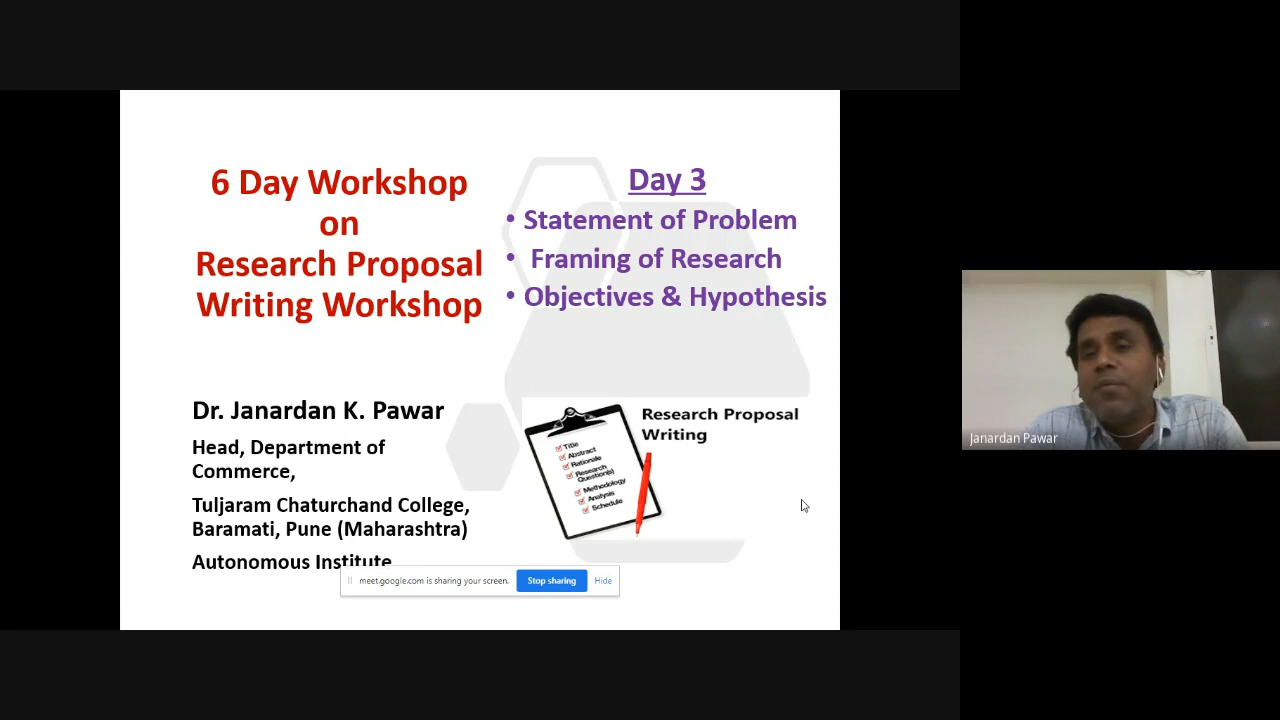 6 Day Workshop
on
Research Proposal
Writing Workshop
Day 3
• Statement of Problem
• Framing of Research
• Objectives & Hypothesis
Dr. Janardan K. Pawar
Head, Department of
Commerce,
Tuljaram Chaturchand College,
Baramati, Pune (Maharashtra)
Autonomous Institute
Research Proposal
Writing
Title
Abstract
Rationale
Research
Question(s)
Methodology
Analysis
Schedule
meet.google.com is sharing your screen.
Stop sharing
Hide
Janardan Pawar